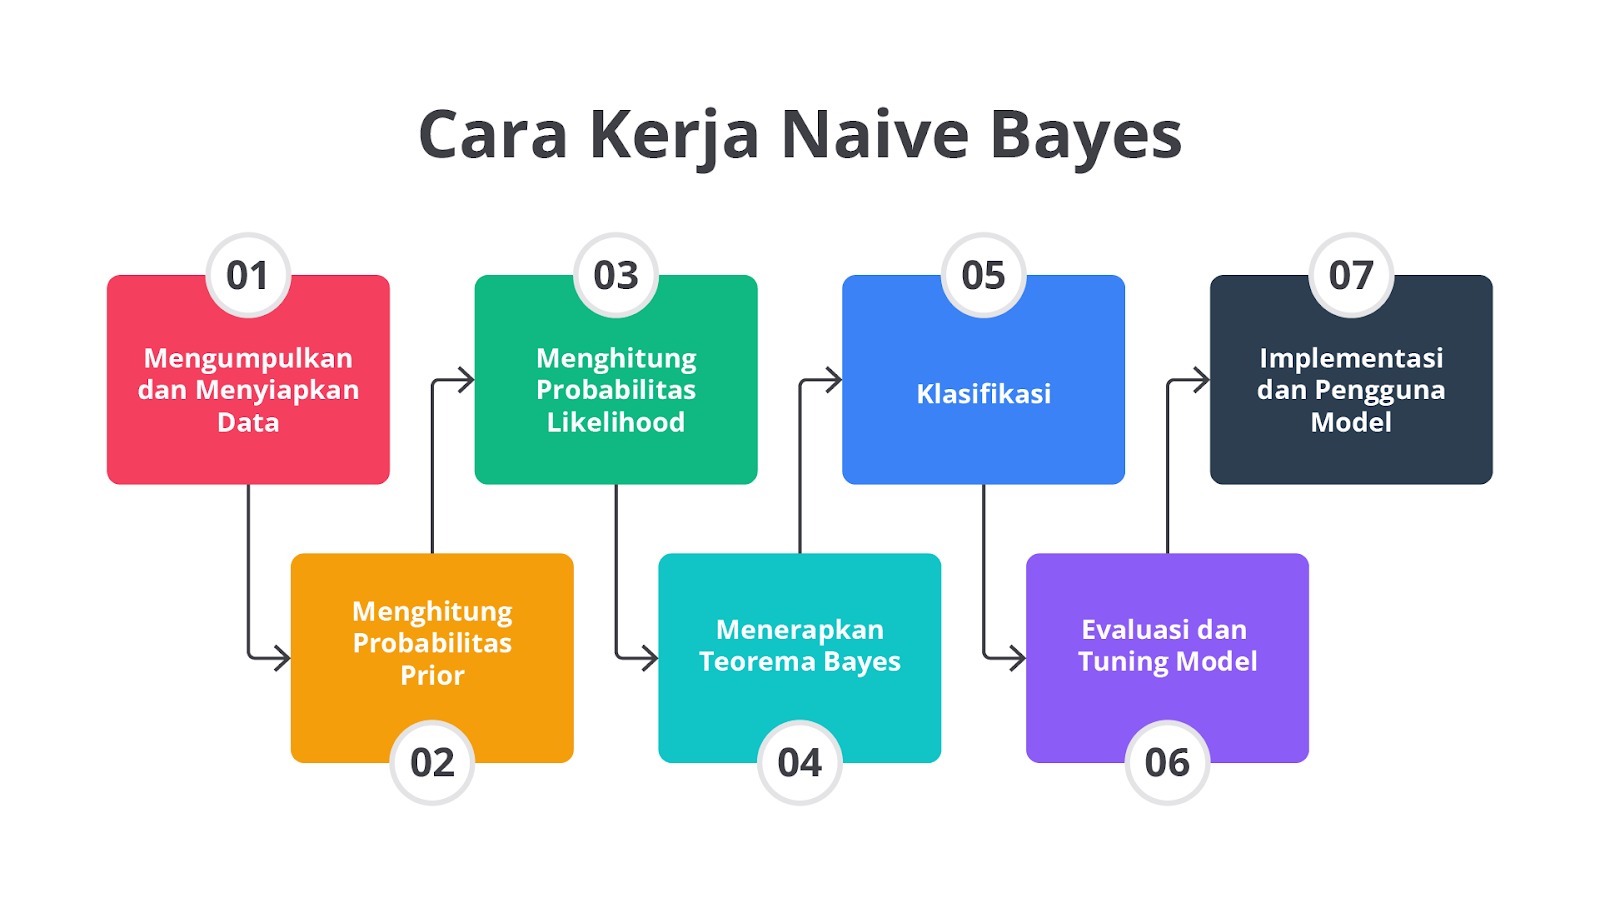 Cara Kerja Naive Bayes
01
Mengumpulkan
dan Menyiapkan
Data
02
Menghitung
Probabilitas
Prior
03
Menghitung
Probabilitas
Likelihood
04
Menerapkan
Teorema Bayes
05
Klasifikasi
06
Evaluasi dan
Tuning Model
07
Implementasi
dan Pengguna
Model